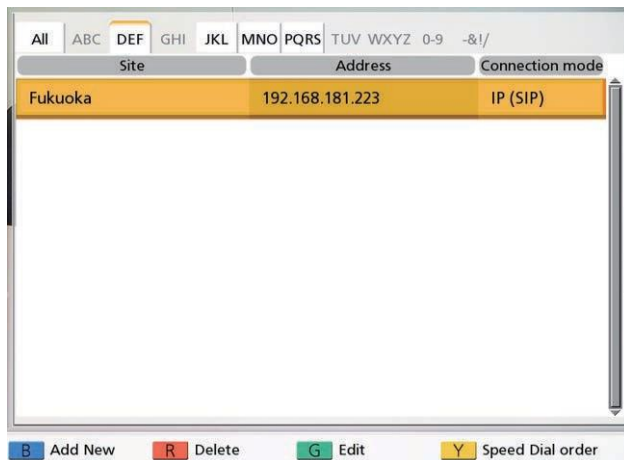 All ABC DEF GHI JKL MNO PQRS TUV WXYZ 0-9 -&!/
Site Address Connection mode
Fukuoka 192.168.181.223 IP (SIP)
B Add New R Delete G Edit Y Speed Dial order